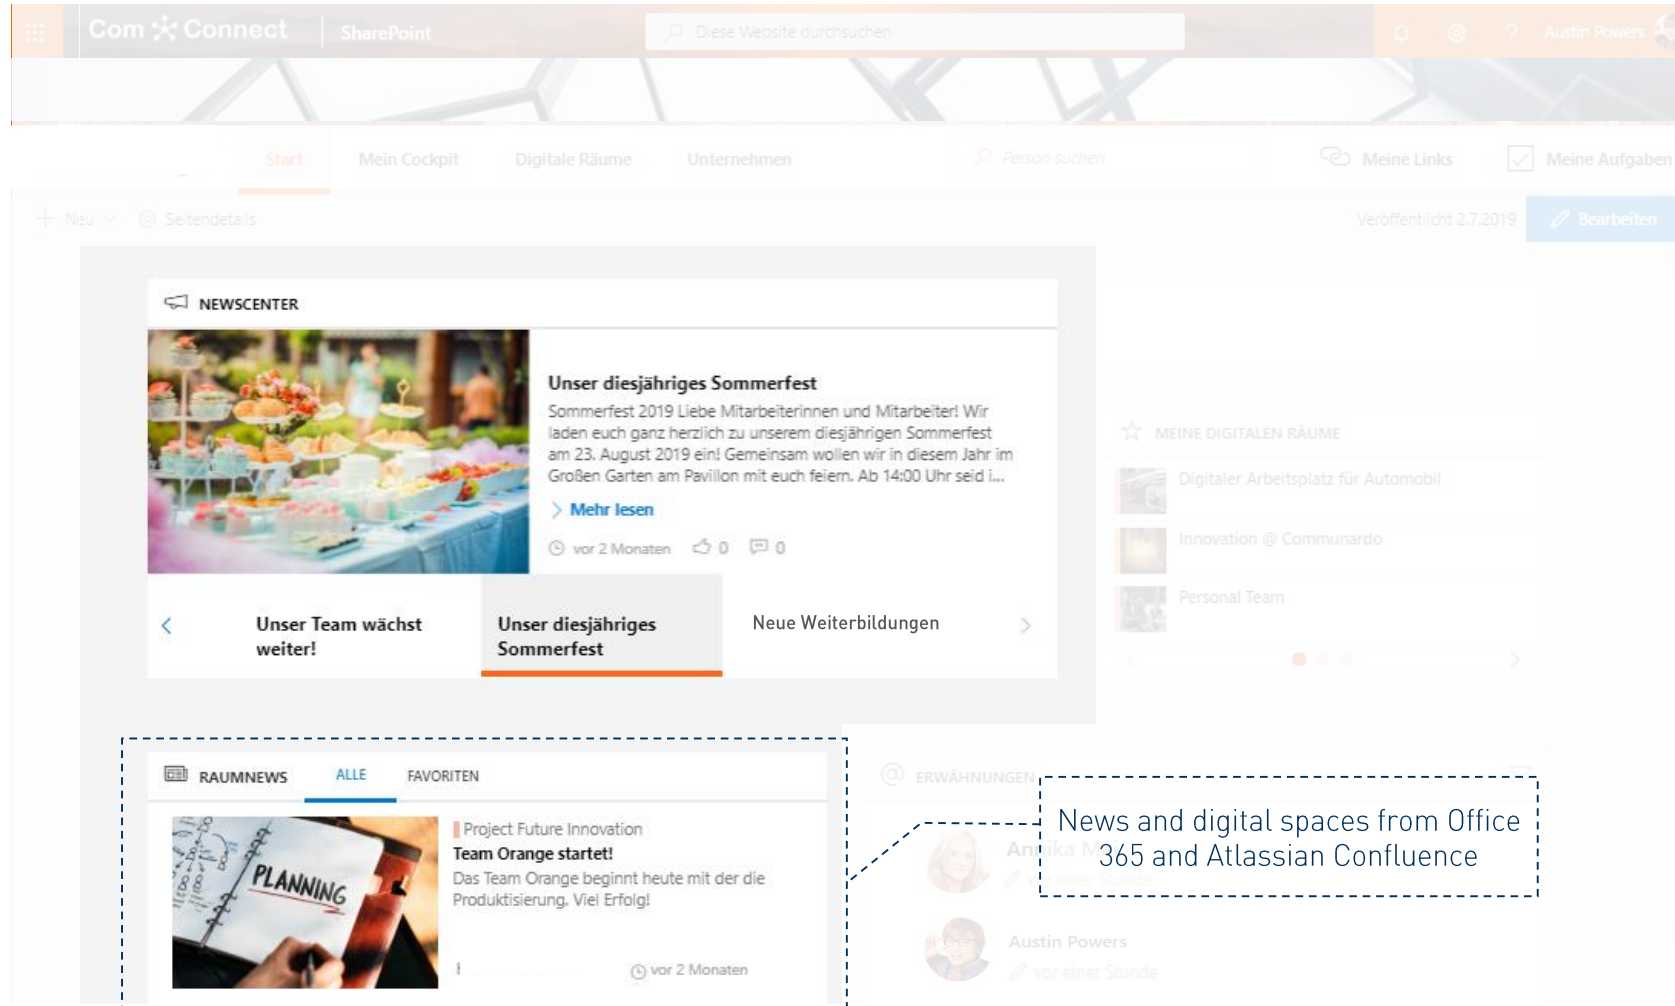 Com Connect
SharePoint
Diese Website durchsuchen
?
Austin Powers
Start
Mein Cockpit
Digitale Räume
Unternehmen
Person suchen
Meine Links
Meine Aufgaben
+ Neu
Seitendetails
Veröffentlicht 2.7.2019
Bearbeiten
NEWSCENTER
Unser diesjähriges Sommerfest
Sommerfest 2019 Liebe Mitarbeiterinnen und Mitarbeiter! Wir
laden euch ganz herzlich zu unserem diesjährigen Sommerfest
am 23. August 2019 ein! Gemeinsam wollen wir in diesem Jahr im
Großen Garten am Pavillon mit euch feiern. Ab 14:00 Uhr seid i...
Mehr lesen
vor 2 Monaten
0
0
Unser Team wächst
weiter!
Unser diesjähriges
Sommerfest
Neue Weiterbildungen
MEINE DIGITALEN RÄUME
Digitaler Arbeitsplatz für Automobil
Innovation @ Communardo
Personal Team
RAUMNEWS
ALLE
FAVORITEN
Project Future Innovation
Team Orange startet!
Das Team Orange beginnt heute mit der die
Produktisierung. Viel Erfolg!
vor 2 Monaten
PLANNING
@ ERWÄHNUNGEN
News and digital spaces from Office
365 and Atlassian Confluence
Annika M
vor einer Stunde
Austin Powers
vor einer Stunde